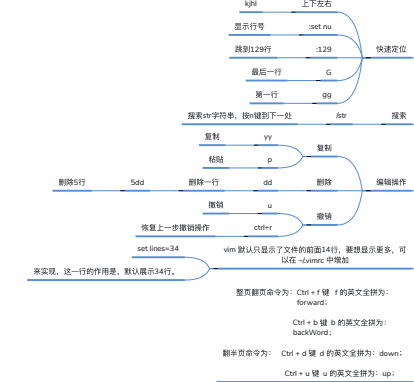 kjhl 上下左右
显示行号 :set nu
跳到129行 :129 快速定位
最后一行 G
第一行 gg
搜索str字符串，按n键到下一处 /str 搜索
复制 yy
复制
粘贴 p
删除5行 5dd 删除一行 dd 删除 编辑操作
撤销 u
撤销
恢复上一步撤销操作 ctrl+r
set lines=34
vim 默认只显示了文件的前面14行，要想显示更多，可
以在 ~/.vimrc 中增加
来实现，这一行的作用是，默认展示34行。
整页翻页命令为：Ctrl + f 键 f 的英文全拼为：
forward；
Ctrl + b 键 b 的英文全拼为：
backWord；
翻半页命令为： Ctrl + d 键 d 的英文全拼为：down；
Ctrl + u 键 u 的英文全拼为：up；